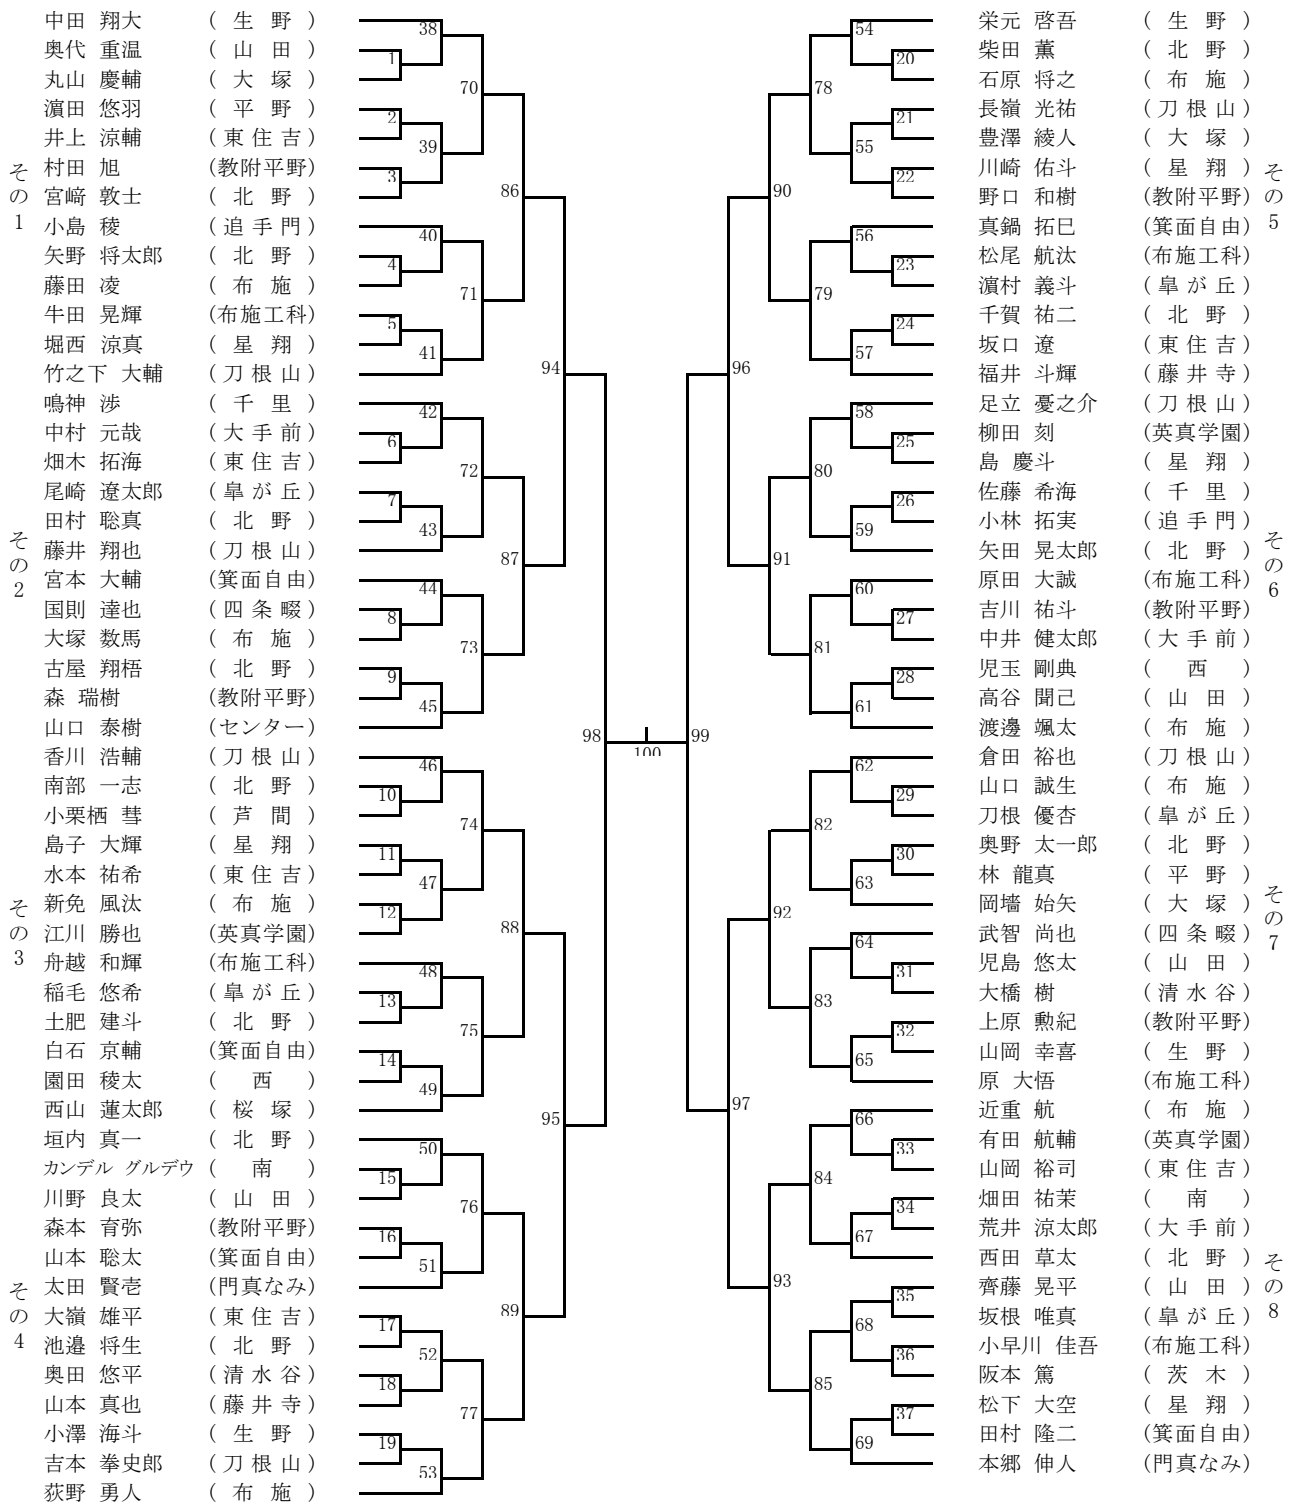 その1
中田 翔大 ( 生 野 )
奥代 重温 ( 山 田 )
丸山 慶輔 ( 大 塚 )
濵田 悠羽 ( 平 野 )
井上 涼輔 ( 東 住 吉 )
村田 旭 (教附平野)
宮﨑 敦士 ( 北 野 )
小島 稜 ( 追 手 門 )
矢野 将太郎 ( 北 野 )
藤田 凌 ( 布 施 )
牛田 晃輝 (布施工科)
堀西 涼真 ( 星 翔 )
竹之下 大輔 ( 刀 根 山 )
その2
鳴神 渉 ( 千 里 )
中村 元哉 ( 大 手 前 )
畑木 拓海 ( 東 住 吉 )
尾崎 遼太郎 ( 皐 が 丘 )
田村 聡真 ( 北 野 )
藤井 翔也 ( 刀 根 山 )
宮本 大輔 (箕面自由)
国則 達也 ( 四 条 畷 )
大塚 数馬 ( 布 施 )
古屋 翔梧 ( 北 野 )
森 瑞樹 (教附平野)
山口 泰樹 (センター)
その3
香川 浩輔 ( 刀 根 山 )
南部 一志 ( 北 野 )
小栗栖 彗 ( 芦 間 )
島子 大輝 ( 星 翔 )
水本 祐希 ( 東 住 吉 )
新免 風汰 ( 布 施 )
江川 勝也 (英真学園)
舟越 和輝 (布施工科)
稲毛 悠希 ( 皐 が 丘 )
土肥 建斗 ( 北 野 )
白石 京輔 (箕面自由)
園田 稜太 ( 西 )
西山 蓮太郎 ( 桜 塚 )
その4
垣内 真一 ( 北 野 )
カンデル グルデウ ( 南 )
川野 良太 ( 山 田 )
森本 育弥 (教附平野)
山本 聡太 (箕面自由)
太田 賢壱 (門真なみ)
大嶺 雄平 ( 東 住 吉 )
池邉 将生 ( 北 野 )
奥田 悠平 ( 清 水 谷 )
山本 真也 ( 藤 井 寺 )
小澤 海斗 ( 生 野 )
吉本 拳史郎 ( 刀 根 山 )
荻野 勇人 ( 布 施 )
1
2
3
4
5
6
7
8
9
10
11
12
13
14
15
16
17
18
19
38
39
40
41
42
43
44
45
46
47
48
49
50
51
52
53
70
71
72
73
74
75
76
77
86
87
88
89
94
95
98
100
99
96
97
90
91
92
93
78
79
80
81
82
83
84
85
54
55
56
57
58
59
60
61
62
63
64
65
66
67
68
69
20
21
22
23
24
25
26
27
28
29
30
31
32
33
34
35
36
37
その5
栄元 啓吾 ( 生 野 )
柴田 薫 ( 北 野 )
石原 将之 ( 布 施 )
長嶺 光祐 ( 刀 根 山 )
豊澤 綾人 ( 大 塚 )
川崎 佑斗 ( 星 翔 )
野口 和樹 (教附平野)
真鍋 拓巳 (箕面自由)
松尾 航汰 (布施工科)
濵村 義斗 ( 皐 が 丘 )
千賀 祐二 ( 北 野 )
坂口 遼 ( 東 住 吉 )
福井 斗輝 ( 藤 井 寺 )
その6
足立 憂之介 ( 刀 根 山 )
柳田 刻 (英真学園)
島 慶斗 ( 星 翔 )
佐藤 希海 ( 千 里 )
小林 拓実 ( 追 手 門 )
矢田 晃太郎 ( 北 野 )
原田 大誠 (布施工科)
吉川 祐斗 (教附平野)
中井 健太郎 ( 大 手 前 )
児玉 剛典 ( 西 )
高谷 聞己 ( 山 田 )
渡邊 颯太 ( 布 施 )
その7
倉田 裕也 ( 刀 根 山 )
山口 誠生 ( 布 施 )
刀根 優杏 ( 皐 が 丘 )
奥野 太一郎 ( 北 野 )
林 龍真 ( 平 野 )
岡墻 始矢 ( 大 塚 )
武智 尚也 ( 四 条 畷 )
児島 悠太 ( 山 田 )
大橋 樹 ( 清 水 谷 )
上原 勲紀 (教附平野)
山岡 幸喜 ( 生 野 )
原 大悟 (布施工科)
その8
近重 航 ( 布 施 )
有田 航輔 (英真学園)
山岡 裕司 ( 東 住 吉 )
畑田 祐茉 ( 南 )
荒井 涼太郎 ( 大 手 前 )
西田 草太 ( 北 野 )
齊藤 晃平 ( 山 田 )
坂根 唯真 ( 皐 が 丘 )
小早川 佳吾 (布施工科)
阪本 篤 ( 茨 木 )
松下 大空 ( 星 翔 )
田村 隆二 (箕面自由)
本郷 伸人 (門真なみ)